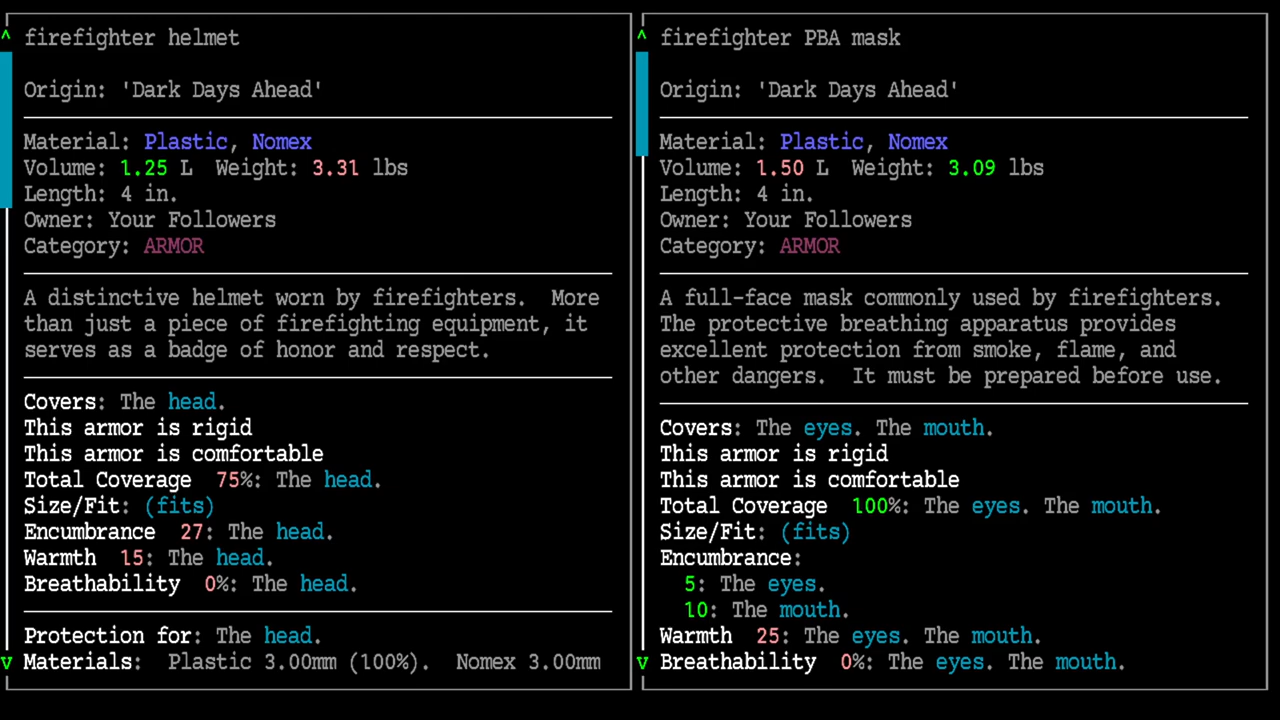 ^ firefighter helmet
Origin: 'Dark Days Ahead'
Material: Plastic, Nomex
Volume: 1.25 L  Weight: 3.31 lbs
Length: 4 in.
Owner: Your Followers
Category: ARMOR
A distinctive helmet worn by firefighters.  More
than just a piece of firefighting equipment, it
serves as a badge of honor and respect.
Covers: The head.
This armor is rigid
This armor is comfortable
Total Coverage  75%: The head.
Size/Fit: (fits)
Encumbrance  27: The head.
Warmth  15: The head.
Breathability  0%: The head.
Protection for: The head.
v Materials:  Plastic 3.00mm (100%).  Nomex 3.00mm
^ firefighter PBA mask
Origin: 'Dark Days Ahead'
Material: Plastic, Nomex
Volume: 1.50 L  Weight: 3.09 lbs
Length: 4 in.
Owner: Your Followers
Category: ARMOR
A full-face mask commonly used by firefighters.
The protective breathing apparatus provides
excellent protection from smoke, flame, and
other dangers.  It must be prepared before use.
Covers: The eyes. The mouth.
This armor is rigid
This armor is comfortable
Total Coverage  100%: The eyes. The mouth.
Size/Fit: (fits)
Encumbrance:
5: The eyes.
10: The mouth.
Warmth  25: The eyes. The mouth.
v Breathability  0%: The eyes. The mouth.